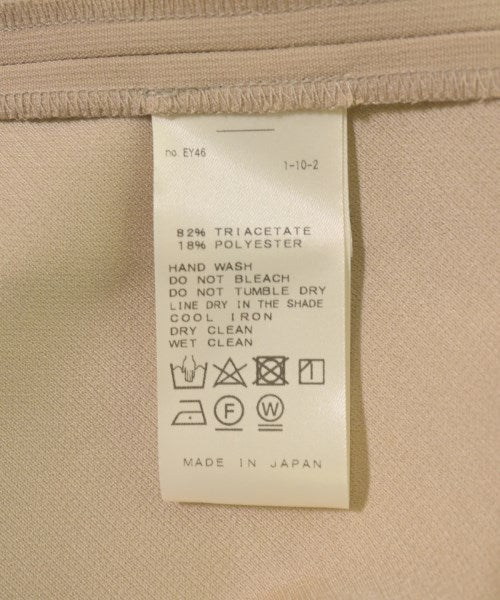 no. EY46
1-10-2
82% TRIACETATE
18% POLYESTER
HAND WASH
DO NOT BLEACH
DO NOT TUMBLE DRY
LINE DRY IN THE SHADE
COOL IRON
DRY CLEAN
WET CLEAN
F W
MADE IN JAPAN